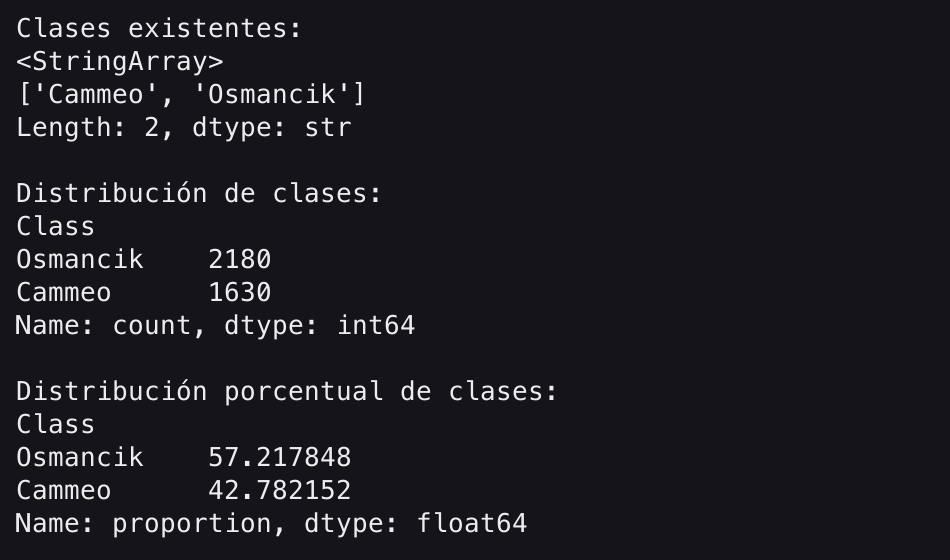 Clases existentes:
<StringArray>
['Cammeo', 'Osmancik']
Length: 2, dtype: str

Distribución de clases:
Class
Osmancik    2180
Cammeo      1630
Name: count, dtype: int64

Distribución porcentual de clases:
Class
Osmancik    57.217848
Cammeo      42.782152
Name: proportion, dtype: float64